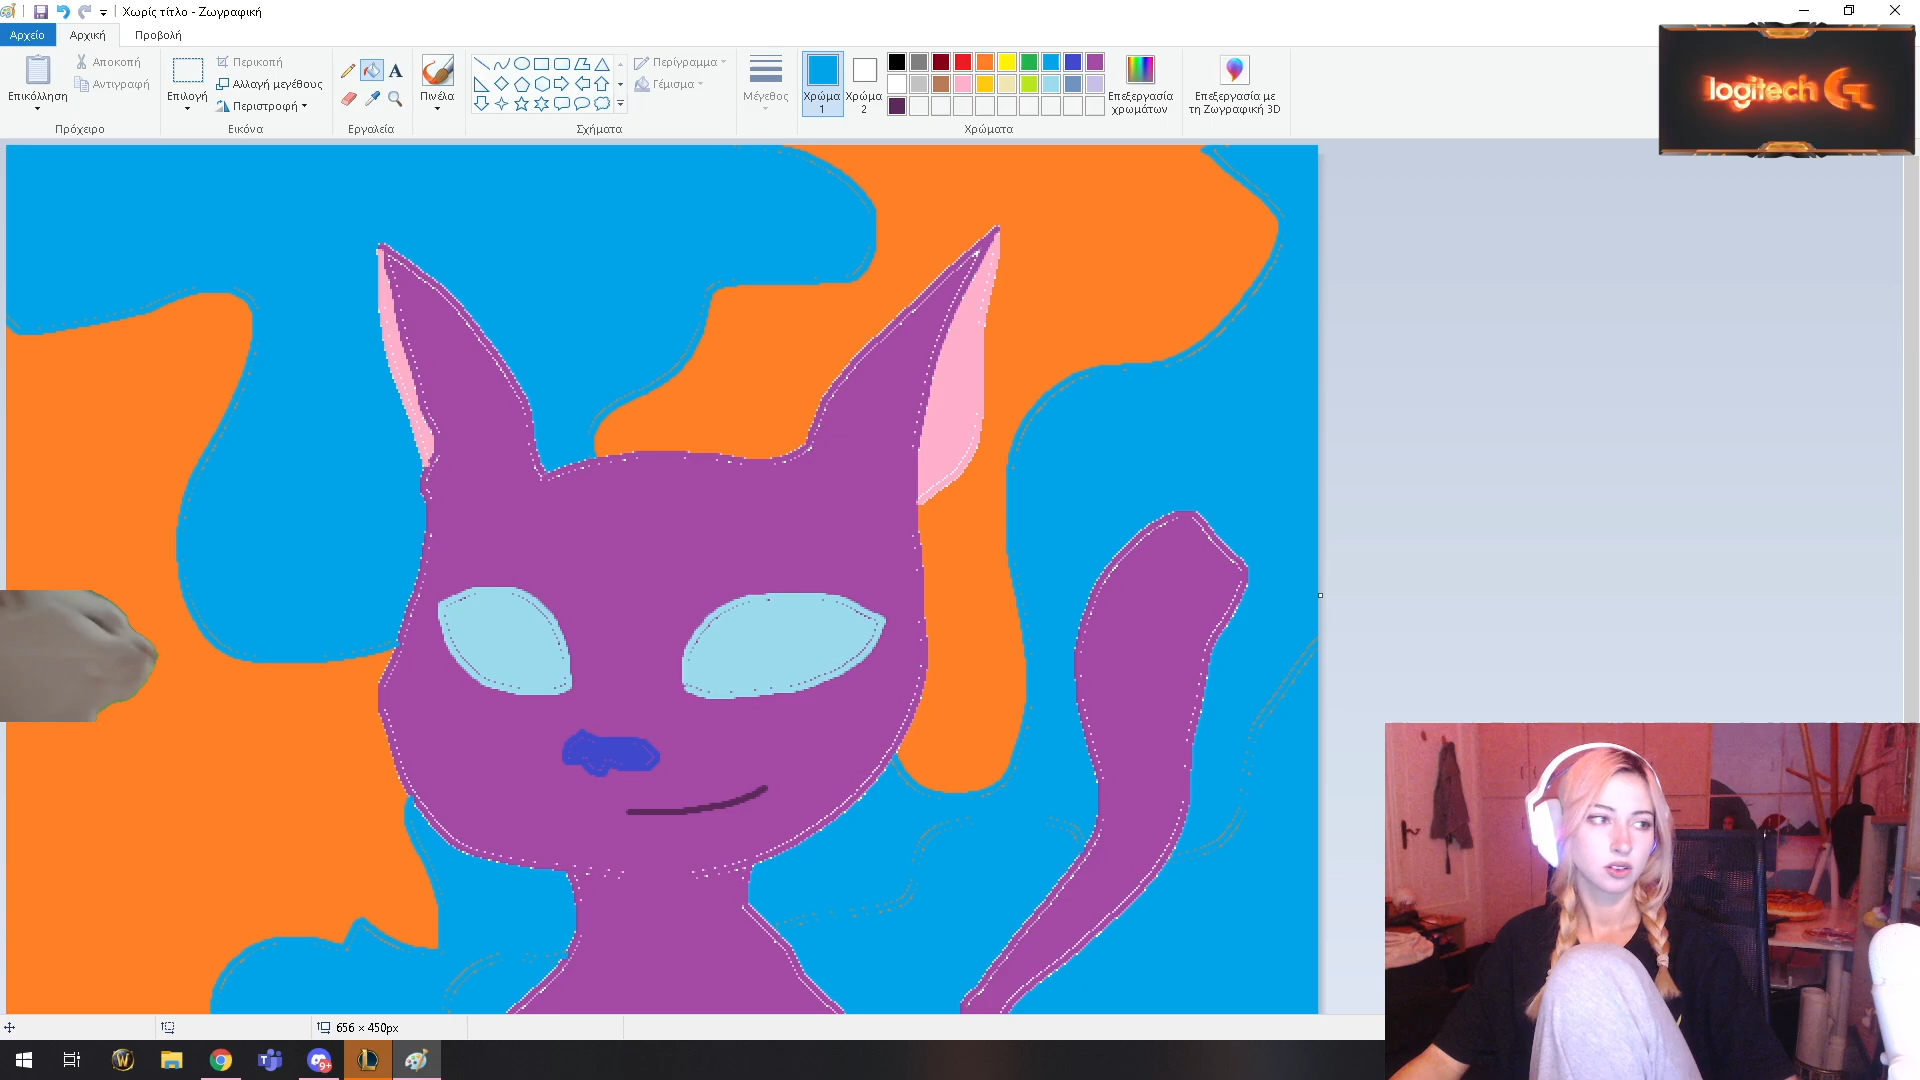 Χωρίς τίτλο - Ζωγραφική
Αρχείο
Αρχική
Προβολή
Επικόλληση
Αποκοπή
Αντιγραφή
Πρόχειρο
Επιλογή
Περικοπή
Αλλαγή μεγέθους
Περιστροφή
Εικόνα
A
Εργαλεία
Πινέλα
Περίγραμμα
Γέμισμα
Σχήματα
Μέγεθος
Χρώμα
1
Χρώμα
2
Επεξεργασία
χρωμάτων
Χρώματα
Επεξεργασία με
τη Ζωγραφική 3D
logitech G
656 × 450px
W
T
9+
L